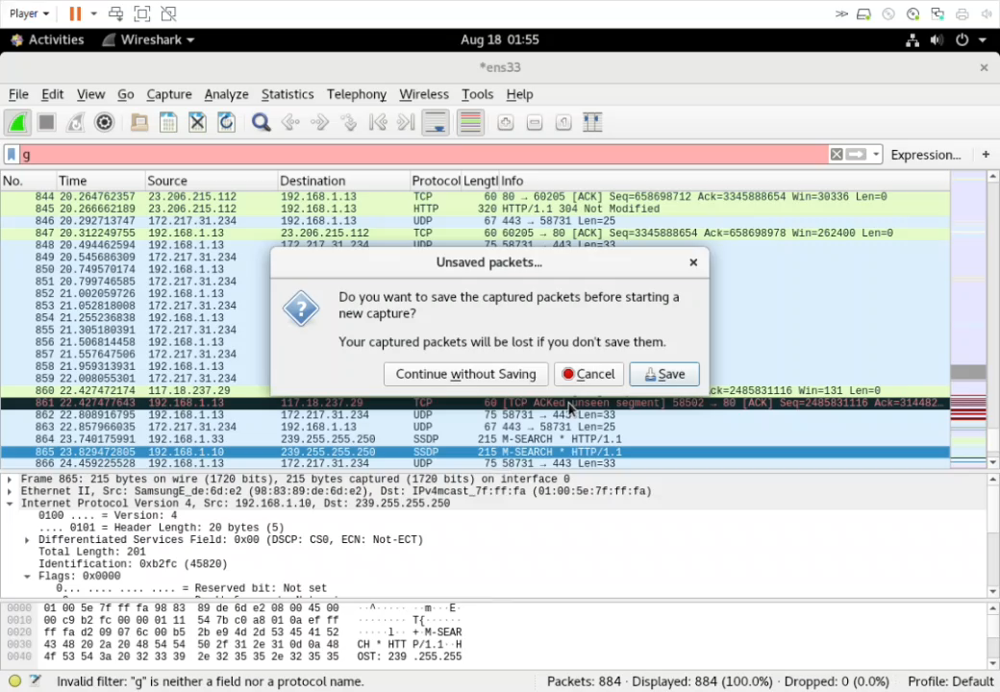 Player
Activities Wireshark Aug 18 01:55
*ens33
File Edit View Go Capture Analyze Statistics Telephony Wireless Tools Help
g Expression... +
No. Time Source Destination Protocol Lengtl Info
844 20.264762357 23.206.215.112 192.168.1.13 TCP 60 80 → 60205 [ACK] Seq=658698712 Ack=3345888654 Win=30336 Len=0
845 20.266662189 23.206.215.112 192.168.1.13 HTTP 320 HTTP/1.1 304 Not Modified
846 20.292713747 172.217.31.234 192.168.1.13 UDP 67 443 → 58731 Len=25
847 20.312249755 192.168.1.13 23.206.215.112 TCP 60 60205 → 80 [ACK] Seq=3345888654 Ack=658698978 Win=262400 Len=0
848 20.494462594 192.168.1.13 172.217.31.234 UDP 75 58731 → 443 Len=33
849 20.545686309 172.217.31.234
850 20.749570174 192.168.1.13
851 20.799746585 172.217.31.234
852 21.002059726 192.168.1.13
853 21.052818008 172.217.31.234
854 21.255236838 192.168.1.13
855 21.305180391 172.217.31.234
856 21.506814458 192.168.1.13
857 21.557647506 172.217.31.234
858 21.959313931 192.168.1.13
859 22.008055301 172.217.31.234
860 22.427472174 117.18.237.29 ck=2485831116 Win=131 Len=0
861 22.427477643 192.168.1.13 117.18.237.29 TCP 60 [TCP ACKed unseen segment] 58502 → 80 [ACK] Seq=2485831116 Ack=314482…
862 22.808916795 192.168.1.13 172.217.31.234 UDP 75 58731 → 443 Len=33
863 22.857966035 172.217.31.234 192.168.1.13 UDP 67 443 → 58731 Len=25
864 23.740175991 192.168.1.33 239.255.255.250 SSDP 215 M-SEARCH * HTTP/1.1
865 23.829472805 192.168.1.10 239.255.255.250 SSDP 215 M-SEARCH * HTTP/1.1
866 24.459225528 192.168.1.13 172.217.31.234 UDP 75 58731 → 443 Len=33
Unsaved packets...
Do you want to save the captured packets before starting a
new capture?
Your captured packets will be lost if you don't save them.
Continue without Saving Cancel Save
Frame 865: 215 bytes on wire (1720 bits), 215 bytes captured (1720 bits) on interface 0
Ethernet II, Src: SamsungE_de:6d:e2 (98:83:89:de:6d:e2), Dst: IPv4mcast_7f:ff:fa (01:00:5e:7f:ff:fa)
Internet Protocol Version 4, Src: 192.168.1.10, Dst: 239.255.255.250
0100 .... = Version: 4
.... 0101 = Header Length: 20 bytes (5)
Differentiated Services Field: 0x00 (DSCP: CS0, ECN: Not-ECT)
Total Length: 201
Identification: 0xb2fc (45820)
Flags: 0x0000
0... .... .... .... = Reserved bit: Not set
0000 01 00 5e 7f ff fa 98 83 89 de 6d e2 08 00 45 00 ··^····· ··m···E·
0010 00 c9 b2 fc 00 00 01 11 54 7b c0 a8 01 0a ef ff ········ T{······
0020 ff fa d2 09 07 6c 00 b5 2b e9 4d 2d 53 45 41 52 ·····l·· +·M-SEAR
0030 43 48 20 2a 20 48 54 54 50 2f 31 2e 31 0d 0a 48 CH * HTT P/1.1··H
0040 4f 53 54 3a 20 32 33 39 2e 32 35 35 2e 32 35 35 OST: 239 .255.255
Invalid filter: "g" is neither a field nor a protocol name. Packets: 884 · Displayed: 884 (100.0%) · Dropped: 0 (0.0%) Profile: Default